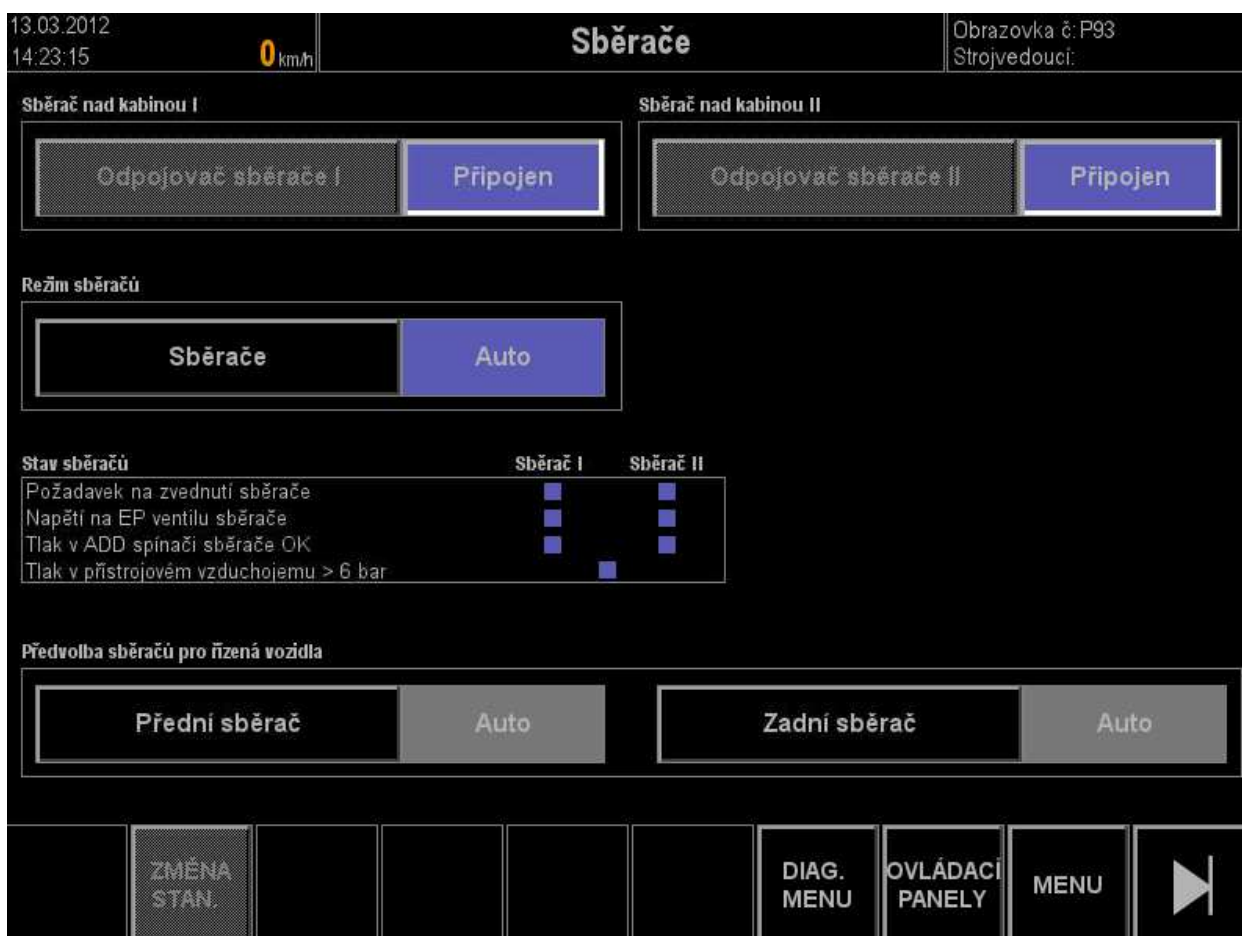 13.03.2012
14:23:15
0 km/h
Sběrače
Obrazovka č: P93
Strojvedoucí:
Sběrač nad kabinou I
Sběrač nad kabinou II
Odpojovač sběrače I
Připojen
Odpojovač sběrače II
Připojen
Režim sběračů
Sběrače
Auto
Stav sběračů
Sběrač I
Sběrač II
Požadavek na zvednutí sběrače
Napětí na EP ventilu sběrače
Tlak v ADD spínači sběrače OK
Tlak v přístrojovém vzduchojemu > 6 bar
Předvolba sběračů pro řízená vozidla
Přední sběrač
Auto
Zadní sběrač
Auto
ZMĚNA
STAN.
DIAG.
MENU
OVLÁDACÍ
PANELY
MENU